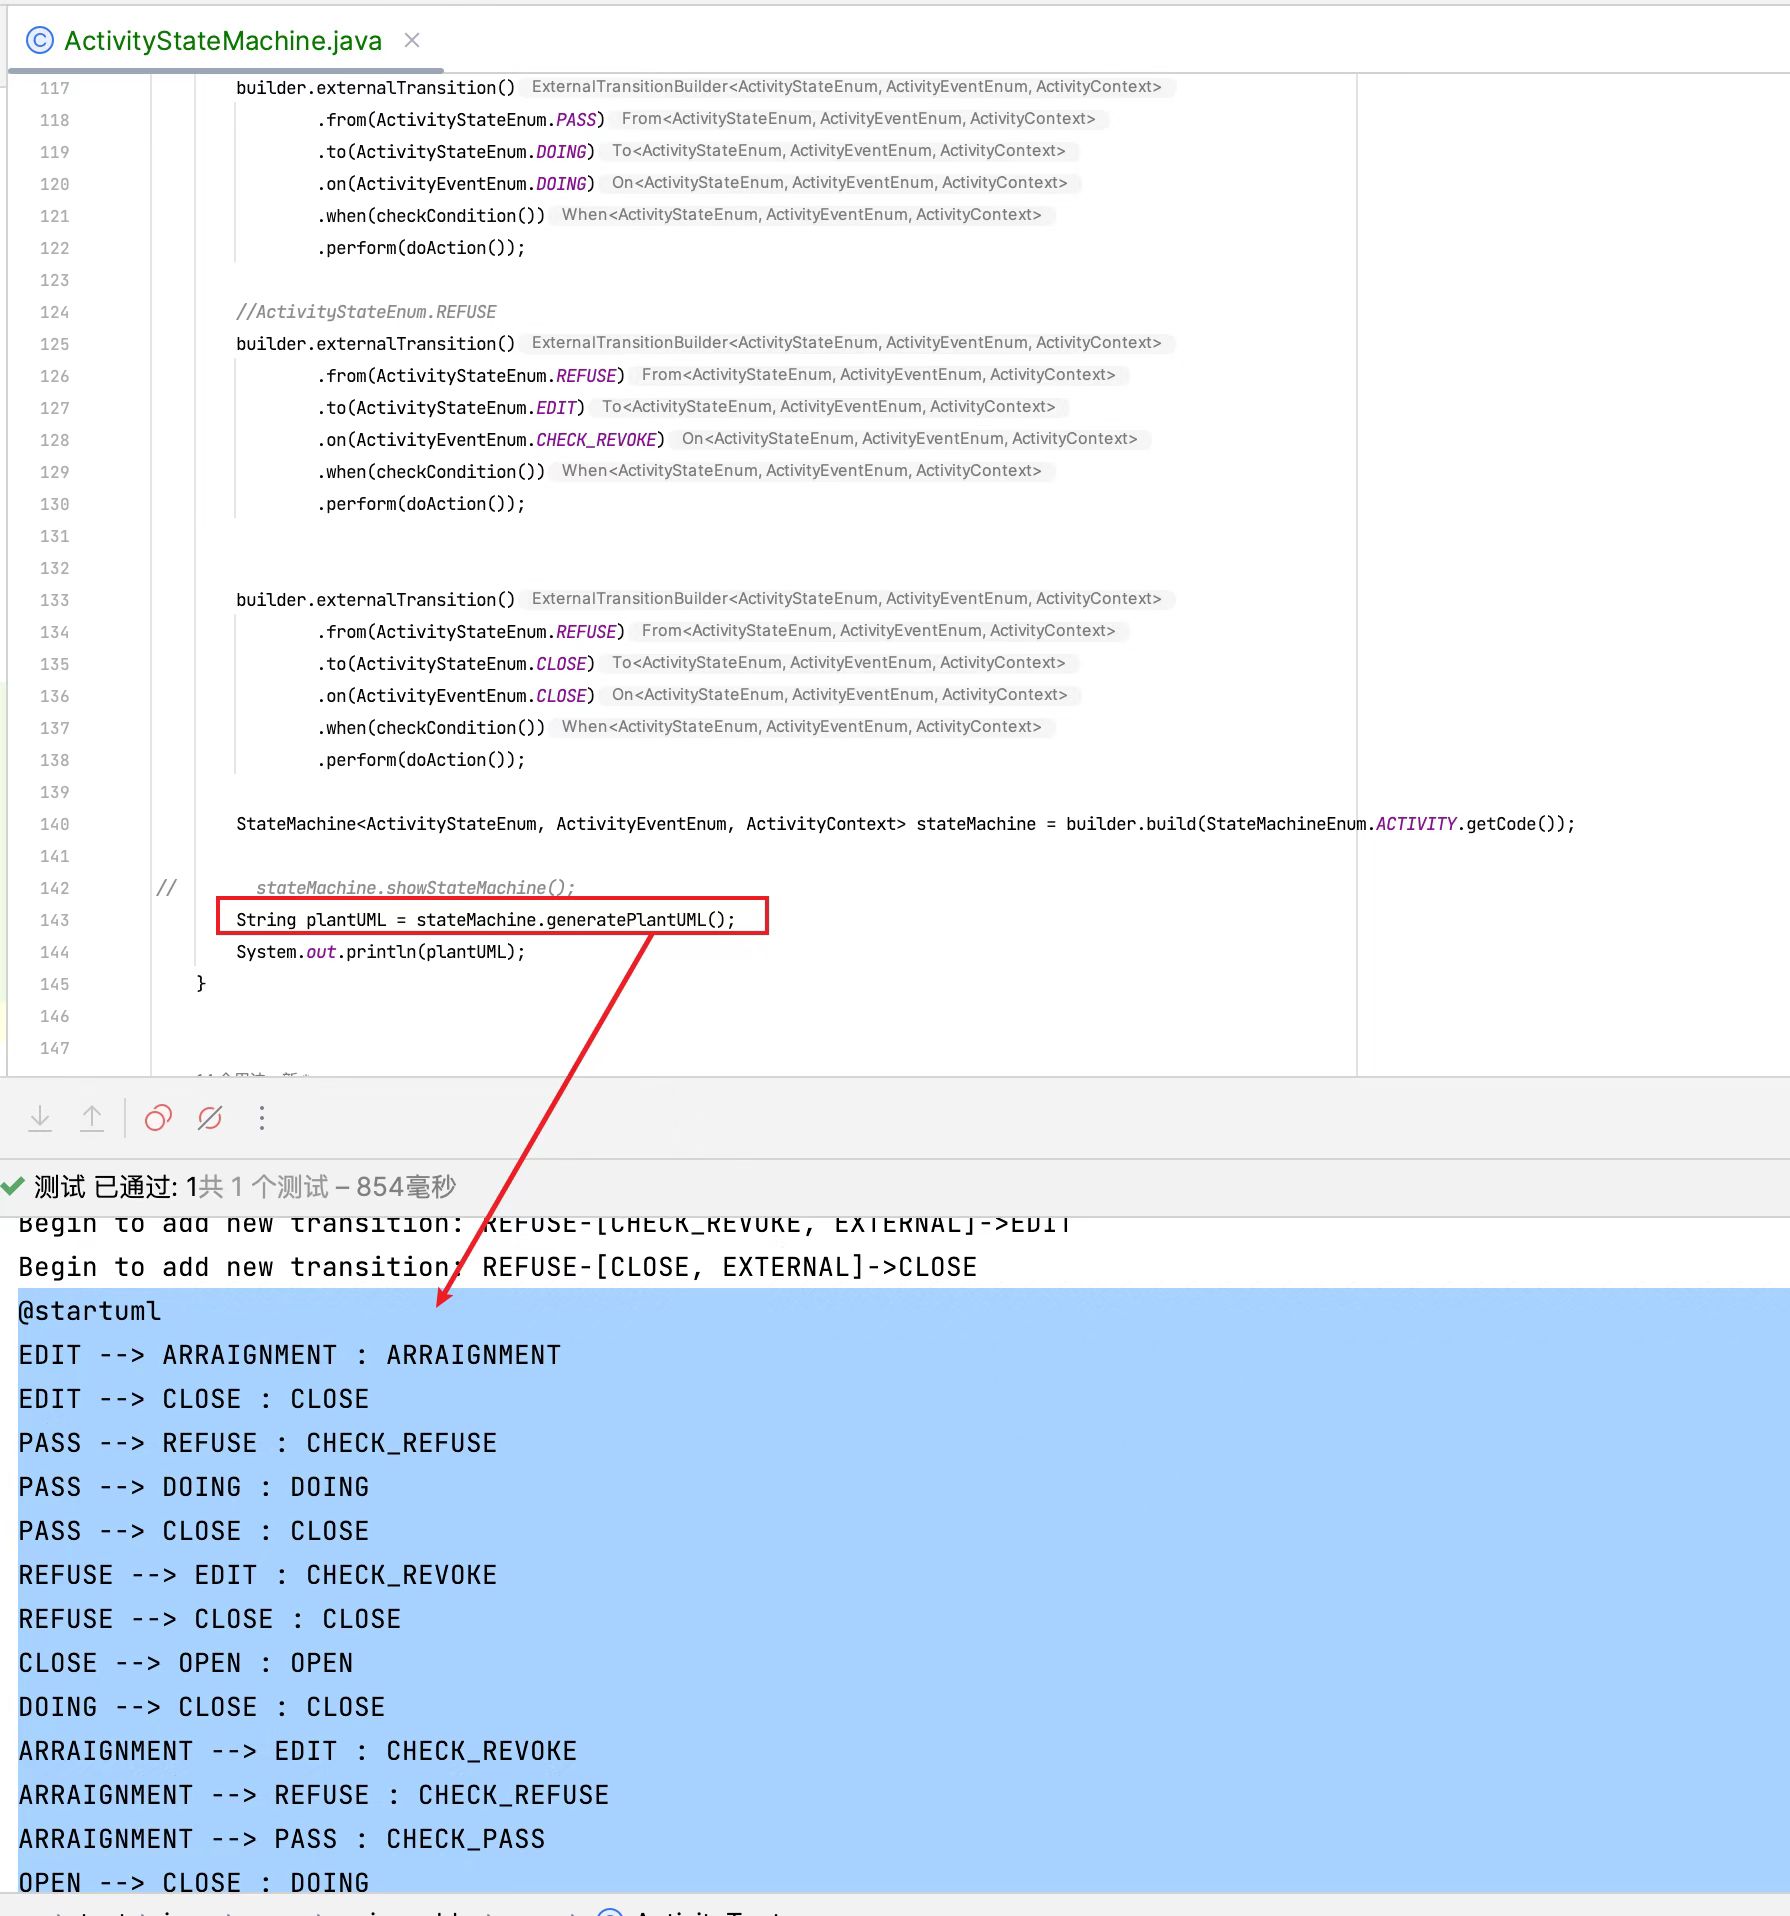 ActivityStateMachine.java
117 builder.externalTransition() ExternalTransitionBuilder<ActivityStateEnum, ActivityEventEnum, ActivityContext>
118 .from(ActivityStateEnum.PASS) From<ActivityStateEnum, ActivityEventEnum, ActivityContext>
119 .to(ActivityStateEnum.DOING) To<ActivityStateEnum, ActivityEventEnum, ActivityContext>
120 .on(ActivityEventEnum.DOING) On<ActivityStateEnum, ActivityEventEnum, ActivityContext>
121 .when(checkCondition()) When<ActivityStateEnum, ActivityEventEnum, ActivityContext>
122 .perform(doAction());
123
124 //ActivityStateEnum.REFUSE
125 builder.externalTransition() ExternalTransitionBuilder<ActivityStateEnum, ActivityEventEnum, ActivityContext>
126 .from(ActivityStateEnum.REFUSE) From<ActivityStateEnum, ActivityEventEnum, ActivityContext>
127 .to(ActivityStateEnum.EDIT) To<ActivityStateEnum, ActivityEventEnum, ActivityContext>
128 .on(ActivityEventEnum.CHECK_REVOKE) On<ActivityStateEnum, ActivityEventEnum, ActivityContext>
129 .when(checkCondition()) When<ActivityStateEnum, ActivityEventEnum, ActivityContext>
130 .perform(doAction());
131
132
133 builder.externalTransition() ExternalTransitionBuilder<ActivityStateEnum, ActivityEventEnum, ActivityContext>
134 .from(ActivityStateEnum.REFUSE) From<ActivityStateEnum, ActivityEventEnum, ActivityContext>
135 .to(ActivityStateEnum.CLOSE) To<ActivityStateEnum, ActivityEventEnum, ActivityContext>
136 .on(ActivityEventEnum.CLOSE) On<ActivityStateEnum, ActivityEventEnum, ActivityContext>
137 .when(checkCondition()) When<ActivityStateEnum, ActivityEventEnum, ActivityContext>
138 .perform(doAction());
139
140 StateMachine<ActivityStateEnum, ActivityEventEnum, ActivityContext> stateMachine = builder.build(StateMachineEnum.ACTIVITY.getCode());
141
142 // stateMachine.showStateMachine();
143 String plantUML = stateMachine.generatePlantUML();
144 System.out.println(plantUML);
145 }
146
147
测试 已通过: 1共 1 个测试 – 854毫秒
Begin to add new transition: REFUSE-[CHECK_REVOKE, EXTERNAL]->EDIT
Begin to add new transition: REFUSE-[CLOSE, EXTERNAL]->CLOSE
@startuml
EDIT --> ARRAIGNMENT : ARRAIGNMENT
EDIT --> CLOSE : CLOSE
PASS --> REFUSE : CHECK_REFUSE
PASS --> DOING : DOING
PASS --> CLOSE : CLOSE
REFUSE --> EDIT : CHECK_REVOKE
REFUSE --> CLOSE : CLOSE
CLOSE --> OPEN : OPEN
DOING --> CLOSE : CLOSE
ARRAIGNMENT --> EDIT : CHECK_REVOKE
ARRAIGNMENT --> REFUSE : CHECK_REFUSE
ARRAIGNMENT --> PASS : CHECK_PASS
OPEN --> CLOSE : DOING